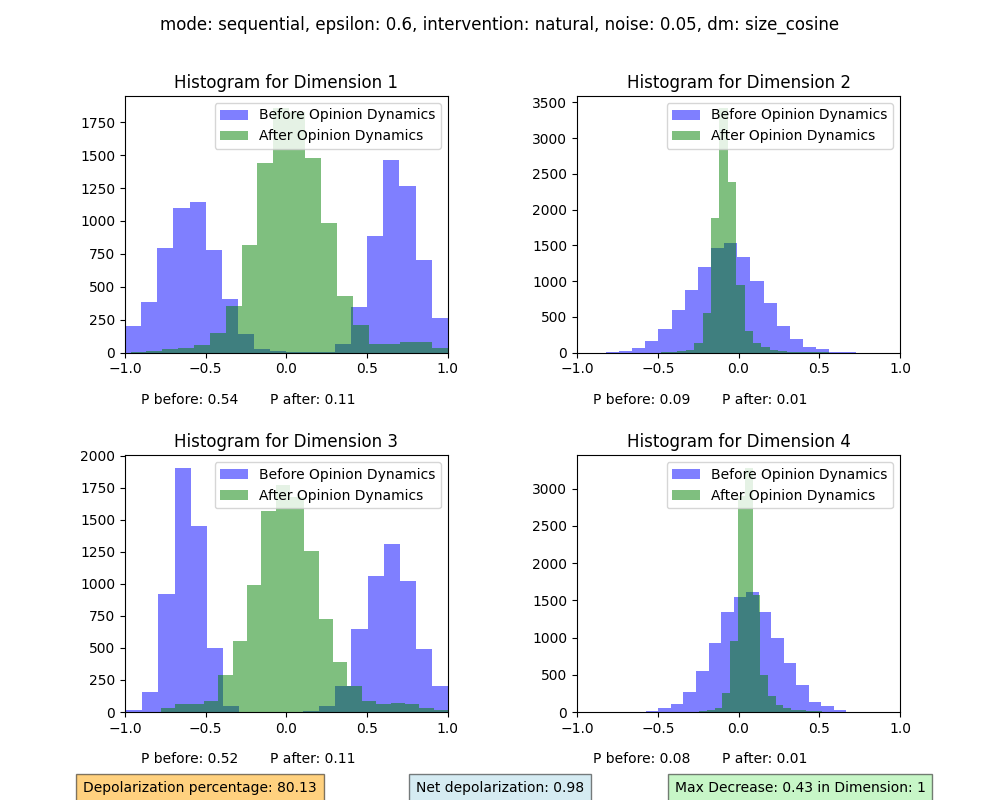 mode: sequential, epsilon: 0.6, intervention: natural, noise: 0.05, dm: size_cosine
Histogram for Dimension 1
Before Opinion Dynamics
After Opinion Dynamics
1750
1500
1250
1000
750
500
250
0
−1.0 −0.5 0.0 0.5 1.0
P before: 0.54 P after: 0.11
Histogram for Dimension 2
Before Opinion Dynamics
After Opinion Dynamics
3500
3000
2500
2000
1500
1000
500
0
−1.0 −0.5 0.0 0.5 1.0
P before: 0.09 P after: 0.01
Histogram for Dimension 3
Before Opinion Dynamics
After Opinion Dynamics
2000
1750
1500
1250
1000
750
500
250
0
−1.0 −0.5 0.0 0.5 1.0
P before: 0.52 P after: 0.11
Histogram for Dimension 4
Before Opinion Dynamics
After Opinion Dynamics
3000
2500
2000
1500
1000
500
0
−1.0 −0.5 0.0 0.5 1.0
P before: 0.08 P after: 0.01
Depolarization percentage: 80.13
Net depolarization: 0.98
Max Decrease: 0.43 in Dimension: 1